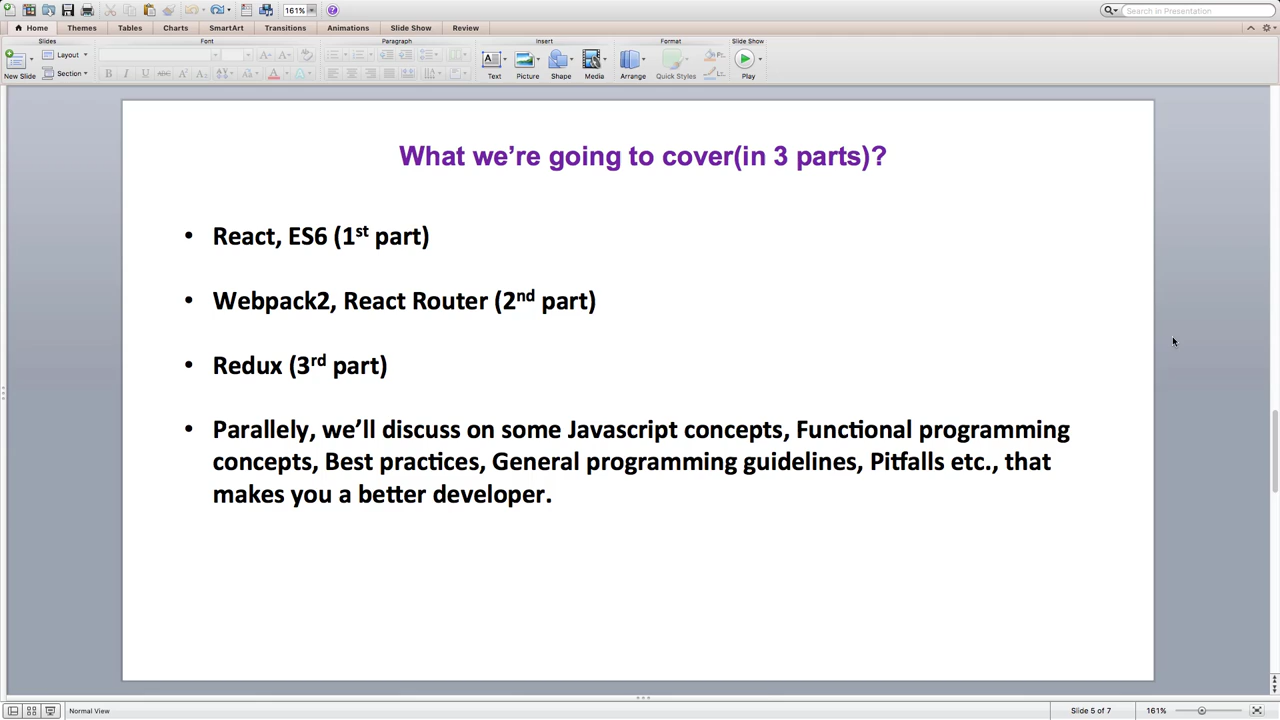 161%
Search in Presentation
Home Themes Tables Charts SmartArt Transitions Animations Slide Show Review
Slides Font Paragraph Insert Format Slide Show
New Slide Layout Section Text Picture Shape Media Arrange Quick Styles Play
What we're going to cover(in 3 parts)?
• React, ES6 (1st part)
• Webpack2, React Router (2nd part)
• Redux (3rd part)
• Parallely, we'll discuss on some Javascript concepts, Functional programming
concepts, Best practices, General programming guidelines, Pitfalls etc., that
makes you a better developer.
Normal View Slide 5 of 7 161%